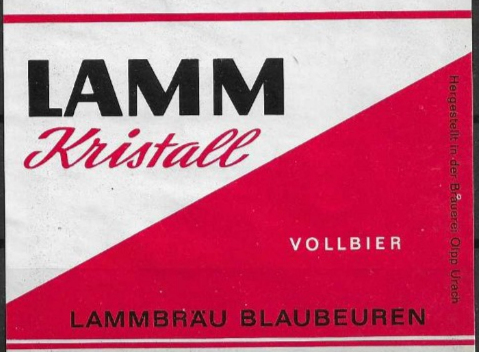 LAMM
Kristall
VOLLBIER
LAMMBRÄU BLAUBEUREN
Hergestellt in der Brauerei Olpp Urach